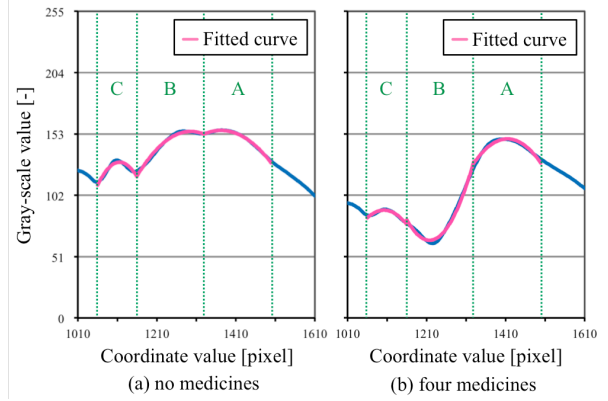 255
204
153
102
51
0
Gray-scale value [-]
Fitted curve
C B A
1010 1210 1410 1610
Coordinate value [pixel]
(a) no medicines
Fitted curve
C B A
1010 1210 1410 1610
Coordinate value [pixel]
(b) four medicines